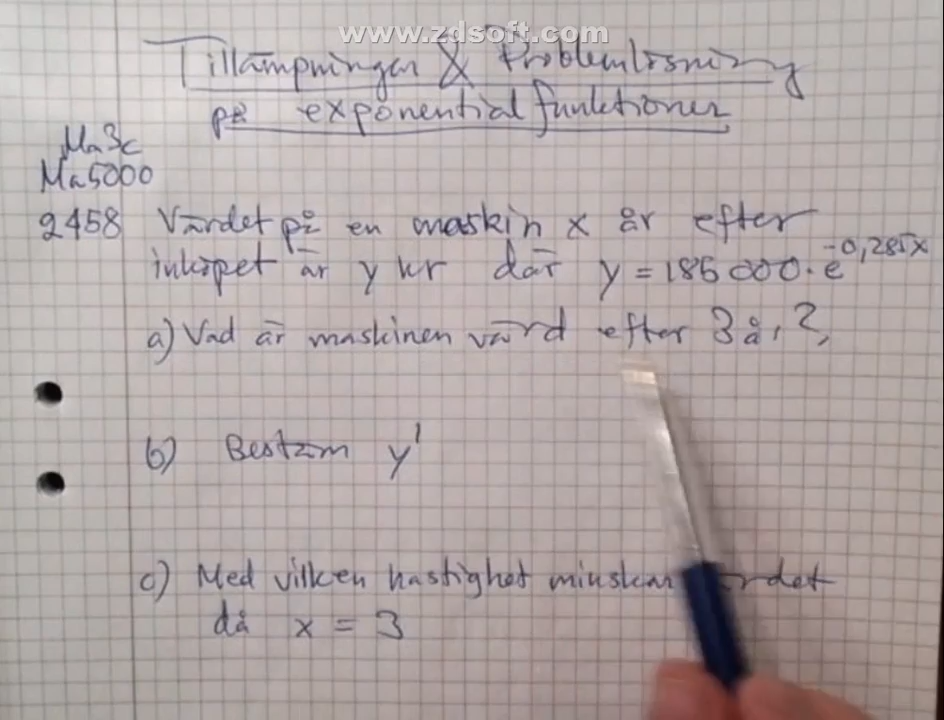 www.zdsoft.com
Tillämpningar & Problemlösning
på exponentialfunktioner
Ma3c
Ma5000
2458 Värdet på en maskin x år efter
inköpet är y kr där y = 185 000 · e^-0,285x
a) Vad är maskinen värd efter 3 år?
b) Bestäm y'
c) Med vilken hastighet minskar värdet
då x = 3